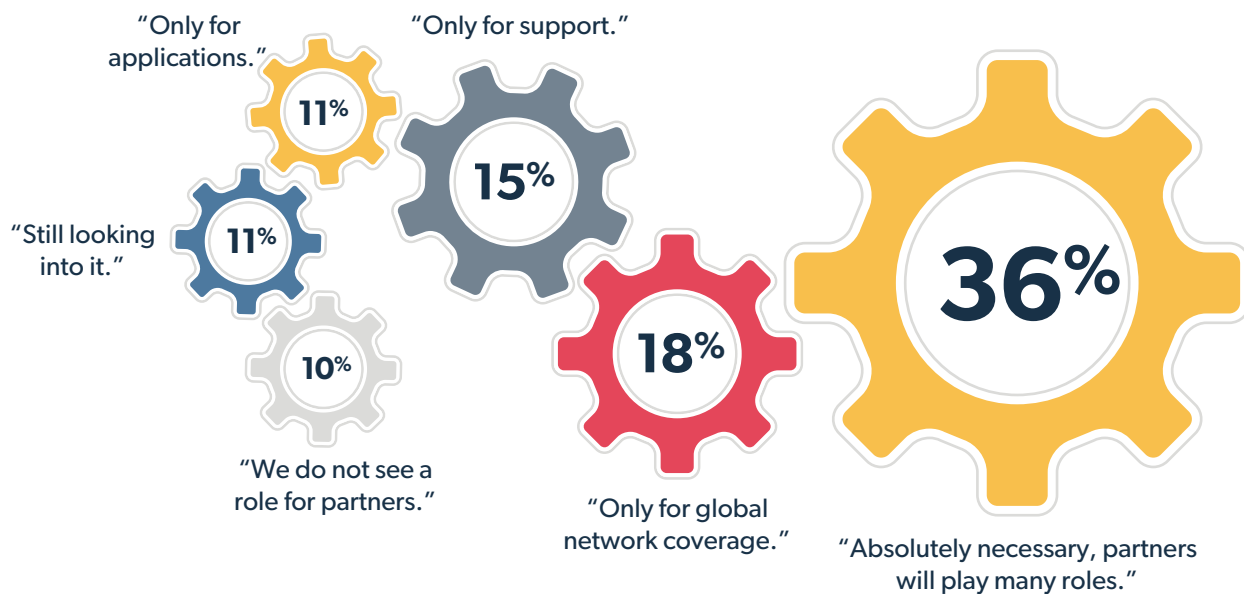 “Only for
applications.”
11%
“Only for support.”
15%
“Still looking
into it.”
11%
10%
“We do not see a
role for partners.”
18%
“Only for global
network coverage.”
36%
“Absolutely necessary, partners
will play many roles.”